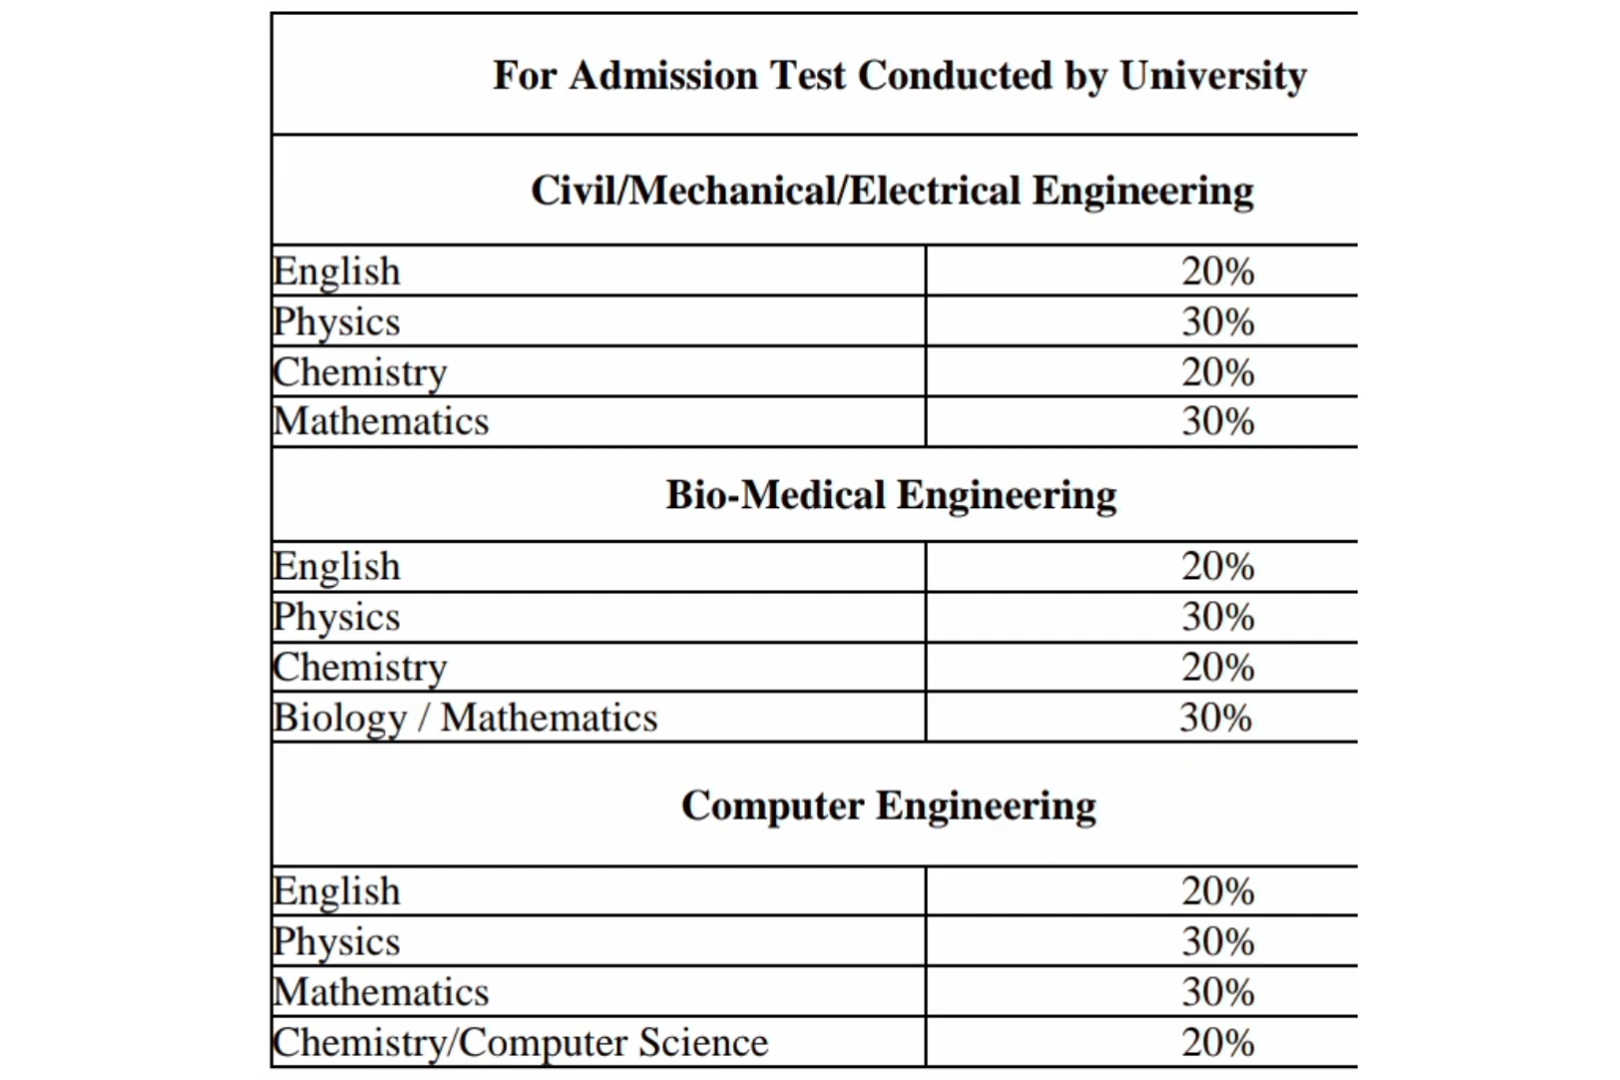 For Admission Test Conducted by University
Civil/Mechanical/Electrical Engineering
English 20%
Physics 30%
Chemistry 20%
Mathematics 30%
Bio-Medical Engineering
English 20%
Physics 30%
Chemistry 20%
Biology / Mathematics 30%
Computer Engineering
English 20%
Physics 30%
Mathematics 30%
Chemistry/Computer Science 20%